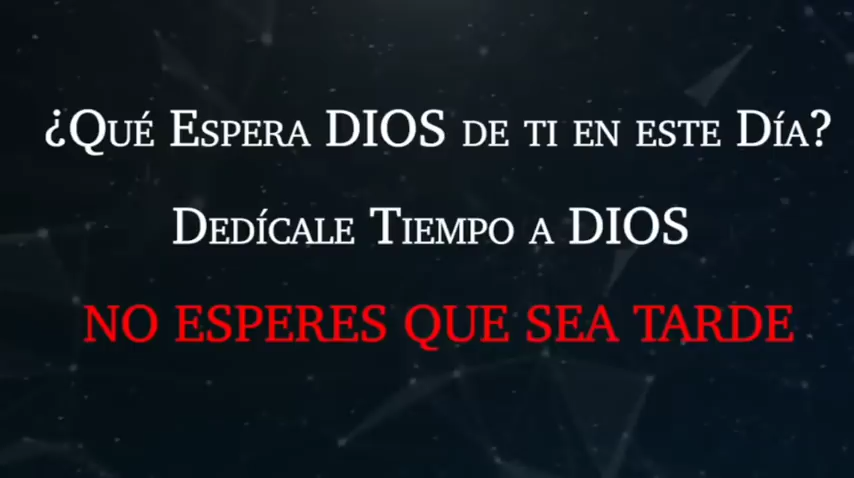 ¿Qué Espera DIOS de ti en este Día?
Dedícale Tiempo a DIOS
NO ESPERES QUE SEA TARDE